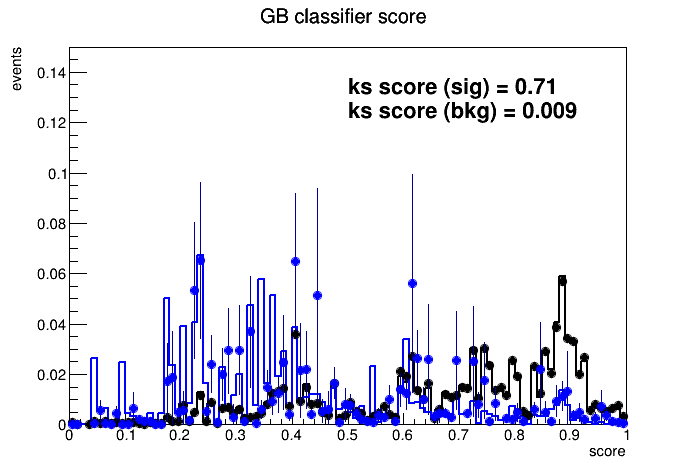 GB classifier score
events
ks score (sig) = 0.71
ks score (bkg) = 0.009
0.14
0.12
0.1
0.08
0.06
0.04
0.02
0
0 0.1 0.2 0.3 0.4 0.5 0.6 0.7 0.8 0.9 1
score